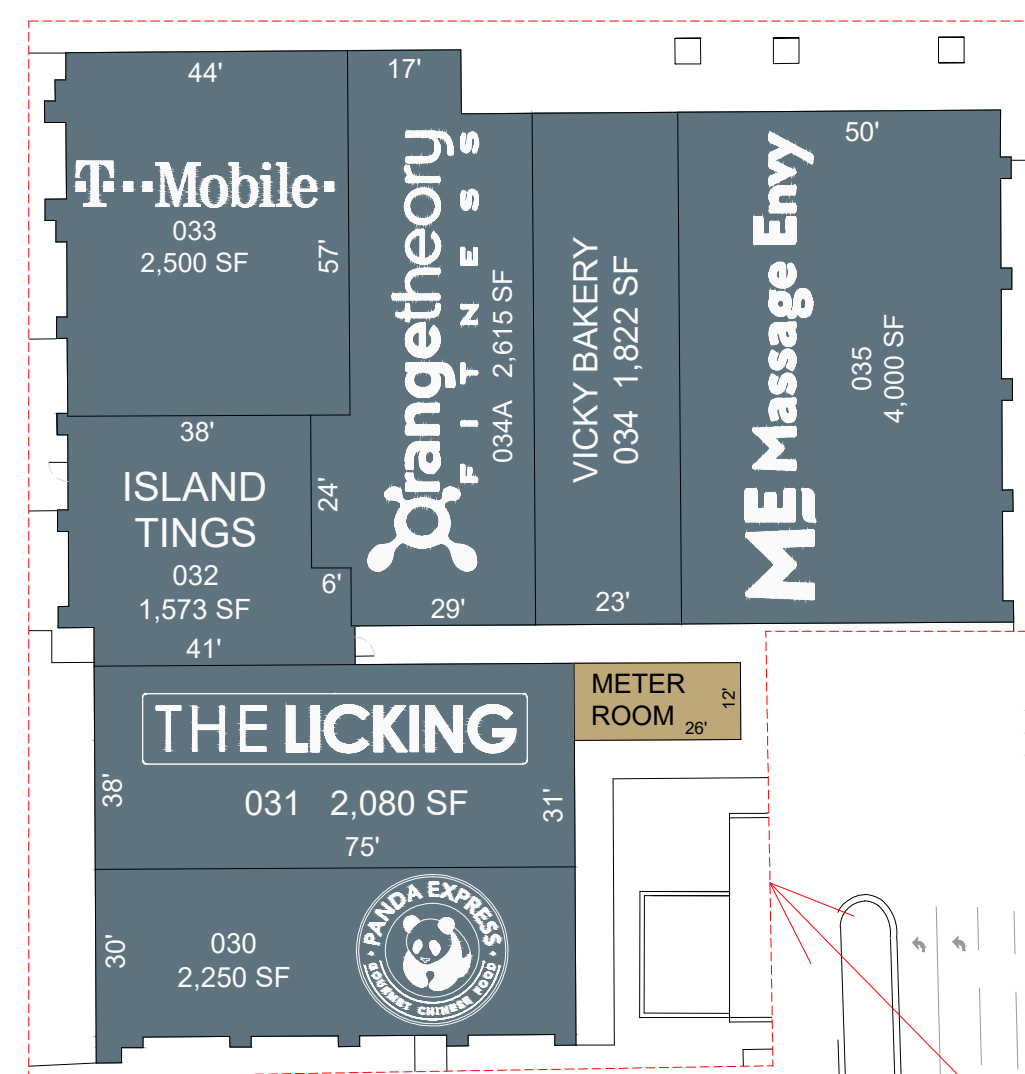 44'
T··Mobile·
033
2,500 SF
57'
17'
Orangetheory
FITNESS
034A 2,615 SF
29'
VICKY BAKERY
034 1,822 SF
23'
50'
ME Massage Envy
035
4,000 SF
38'
ISLAND
TINGS
032
1,573 SF
24'
6'
41'
THE LICKING
031 2,080 SF
38'
31'
75'
METER
ROOM
26'
12'
PANDA EXPRESS
GOURMET CHINESE FOOD
030
2,250 SF
30'